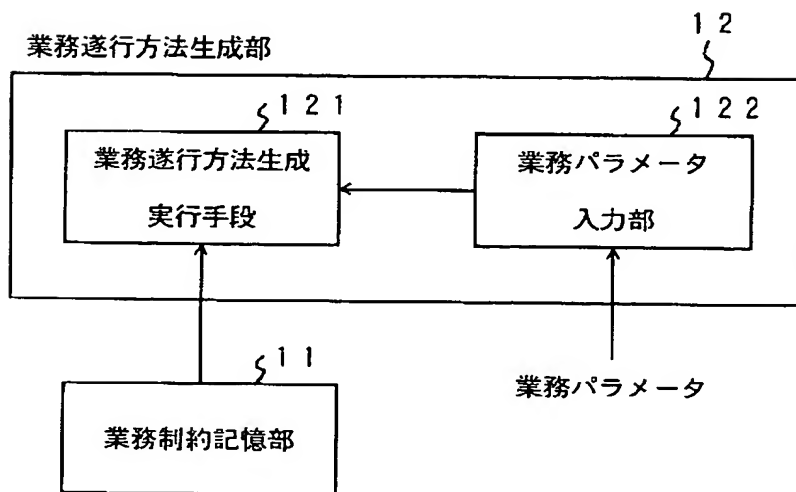 業務遂行方法生成部
12
121
業務遂行方法生成
実行手段
122
業務パラメータ
入力部
11
業務制約記憶部
業務パラメータ